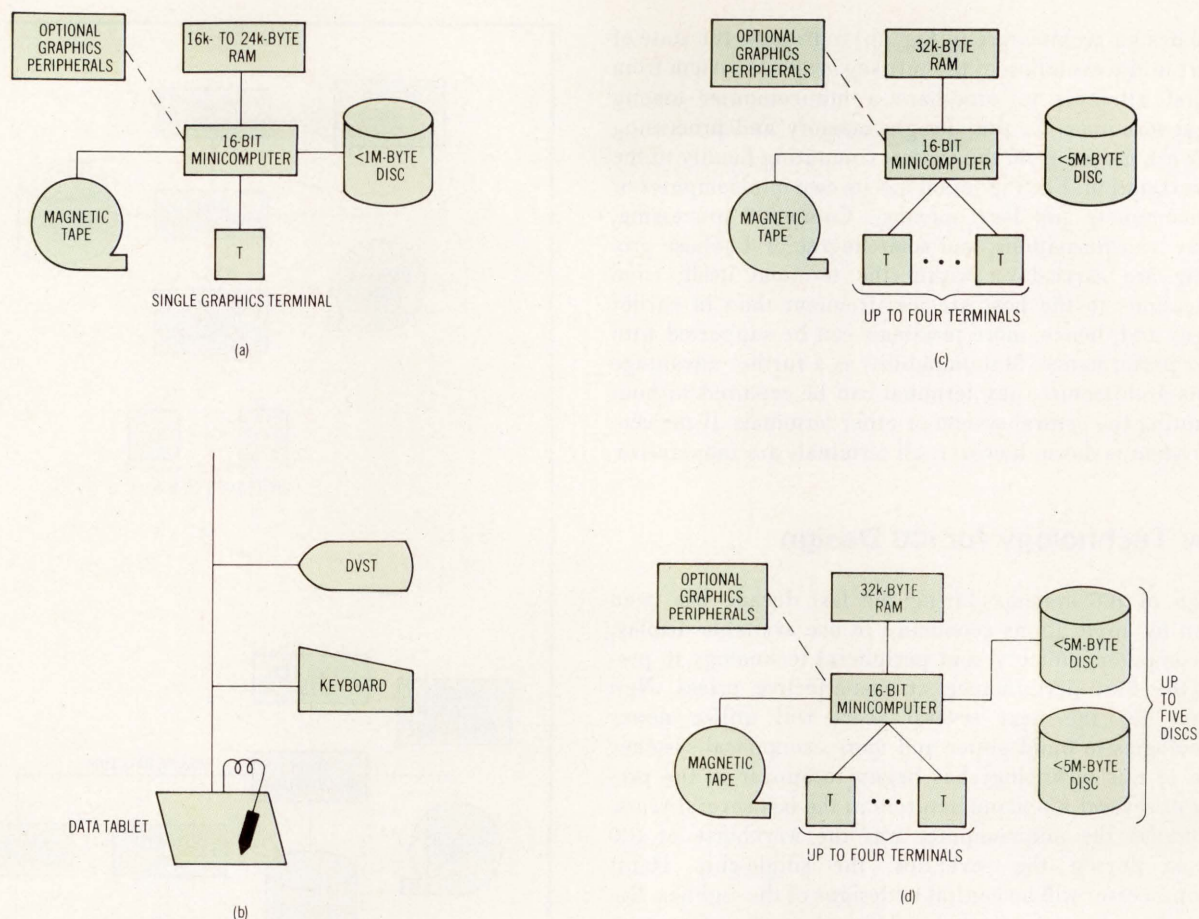 OPTIONAL
GRAPHICS
PERIPHERALS
16k- TO 24k-BYTE
RAM
16-BIT
MINICOMPUTER
<1M-BYTE
DISC
MAGNETIC
TAPE
T
SINGLE GRAPHICS TERMINAL
(a)
DVST
KEYBOARD
DATA TABLET
(b)
OPTIONAL
GRAPHICS
PERIPHERALS
32k-BYTE
RAM
16-BIT
MINICOMPUTER
<5M-BYTE
DISC
MAGNETIC
TAPE
T • • • T
UP TO FOUR TERMINALS
(c)
OPTIONAL
GRAPHICS
PERIPHERALS
32k-BYTE
RAM
16-BIT
MINICOMPUTER
<5M-BYTE
DISC
<5M-BYTE
DISC
UP
TO
FIVE
DISCS
MAGNETIC
TAPE
T • • • T
UP TO FOUR TERMINALS
(d)